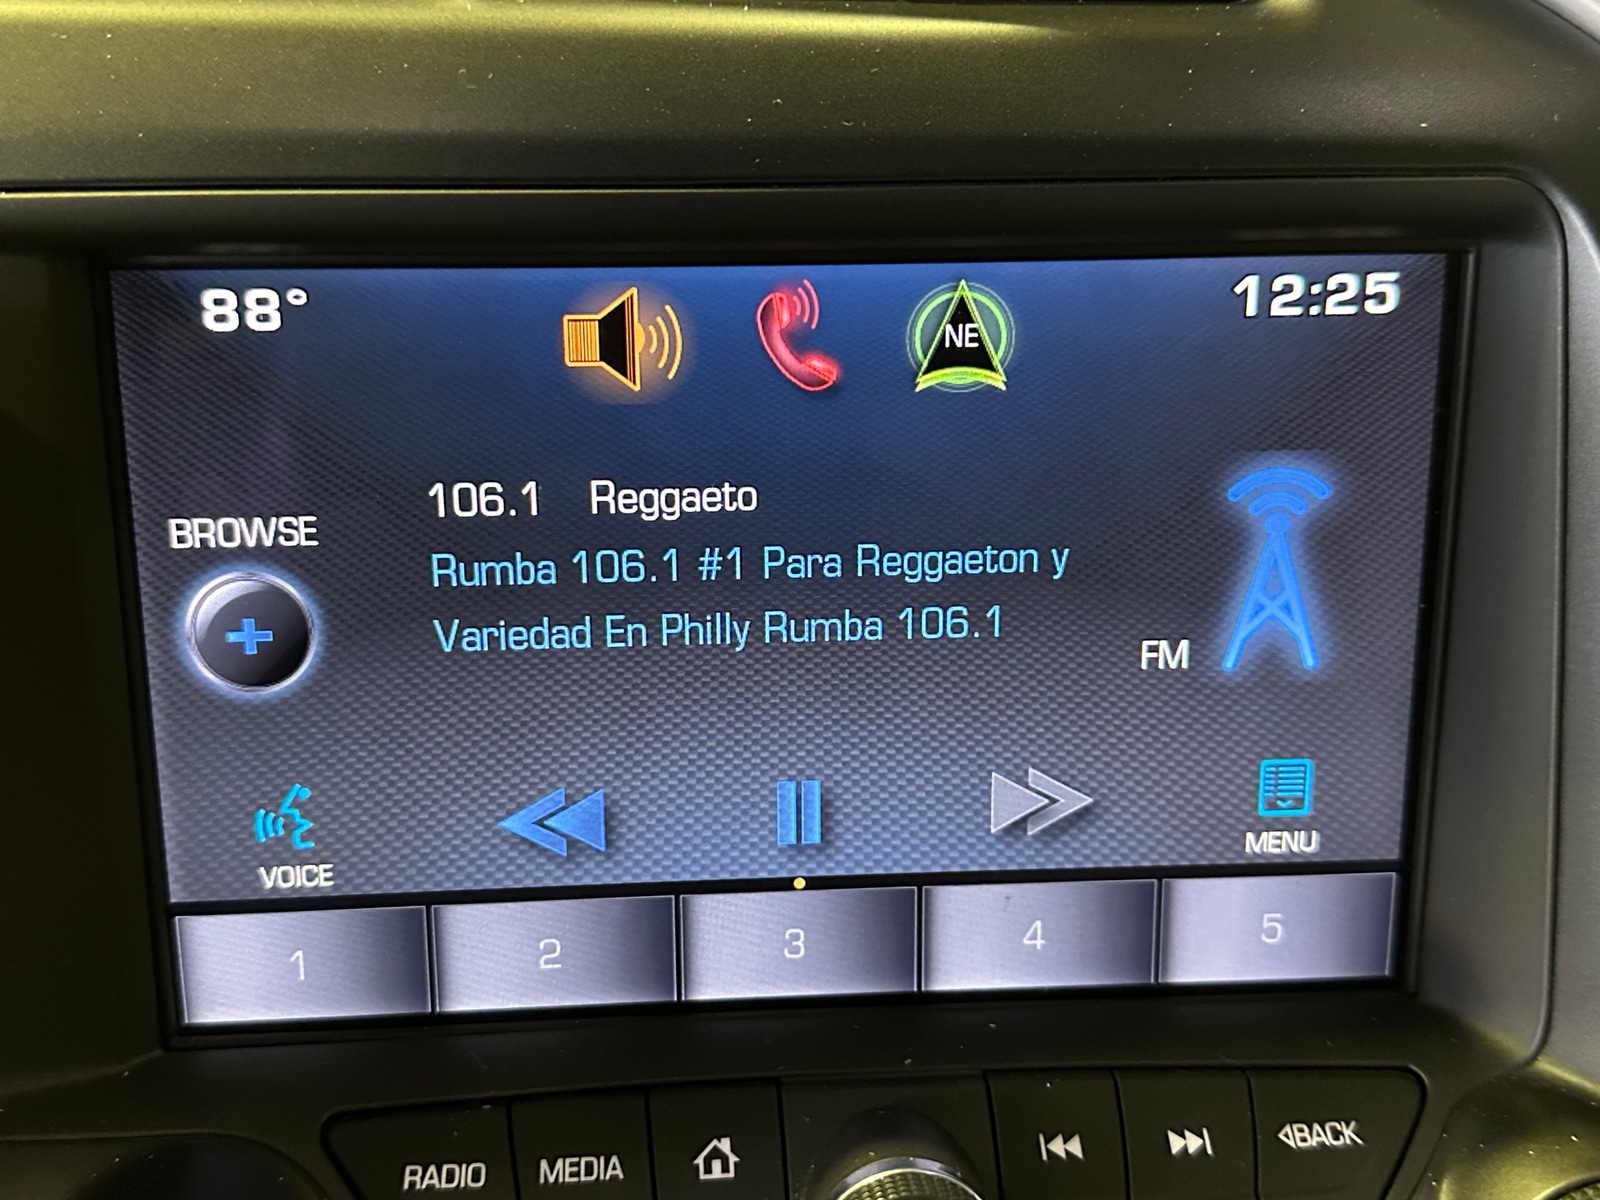 88°
NE
12:25
106.1 Reggaeto
BROWSE
Rumba 106.1 #1 Para Reggaeton y
Variedad En Philly Rumba 106.1
FM
VOICE
MENU
1 2 3 4 5
RADIO MEDIA BACK